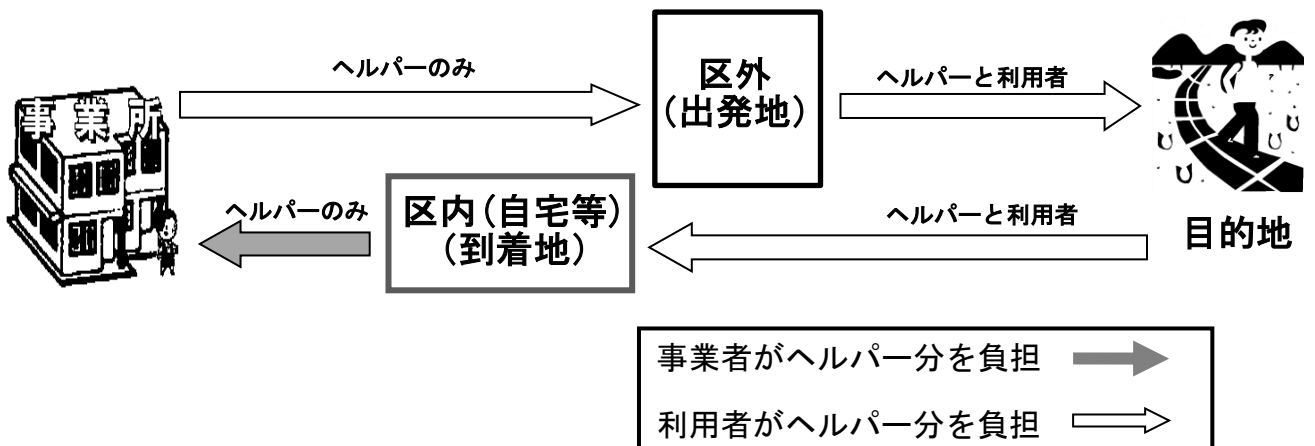 ヘルパーのみ
区外
(出発地)
ヘルパーと利用者
事業所
ヘルパーのみ
区内(自宅等)
(到着地)
ヘルパーと利用者
目的地
事業者がヘルパー分を負担
利用者がヘルパー分を負担